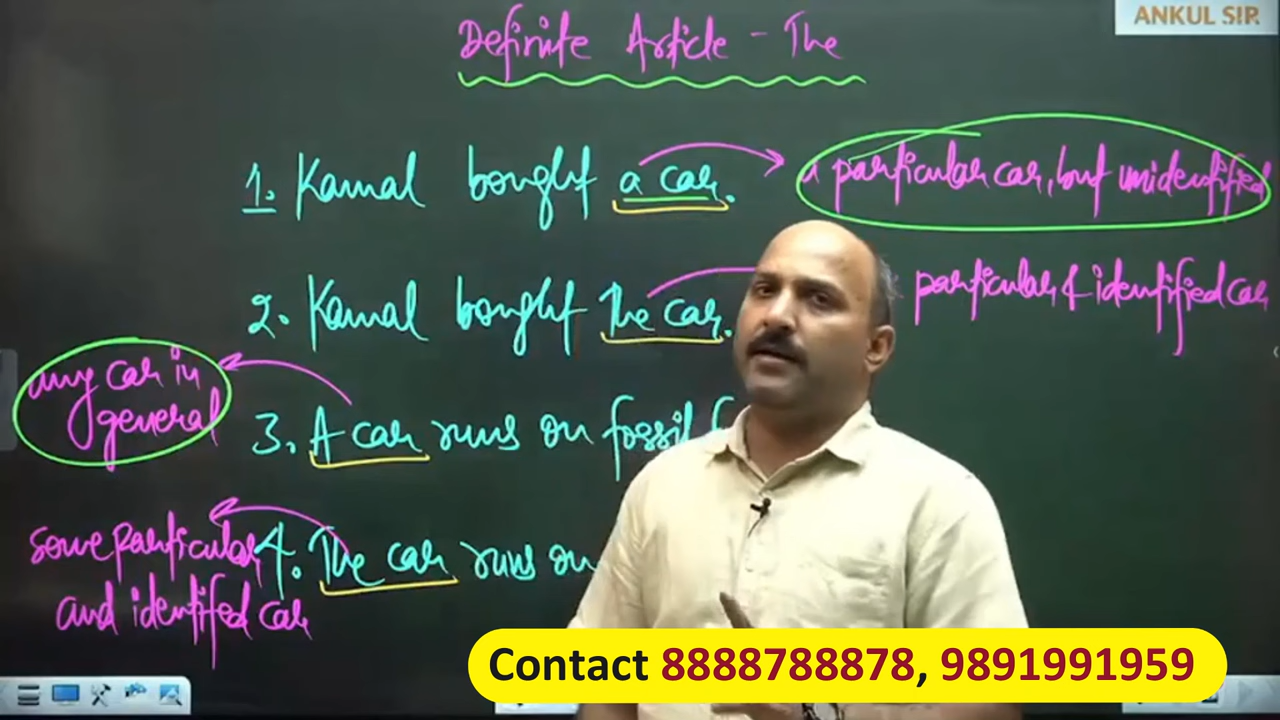 ANKUL SIR
Definite Article - The
1. Kamal bought a car.
a particular car, but unidentified
2. Kamal bought the car.
particular & identified car
any car in
general
3. A car runs on fossil
some particular
and identifed car
4. The car runs on
Contact 8888788878, 9891991959